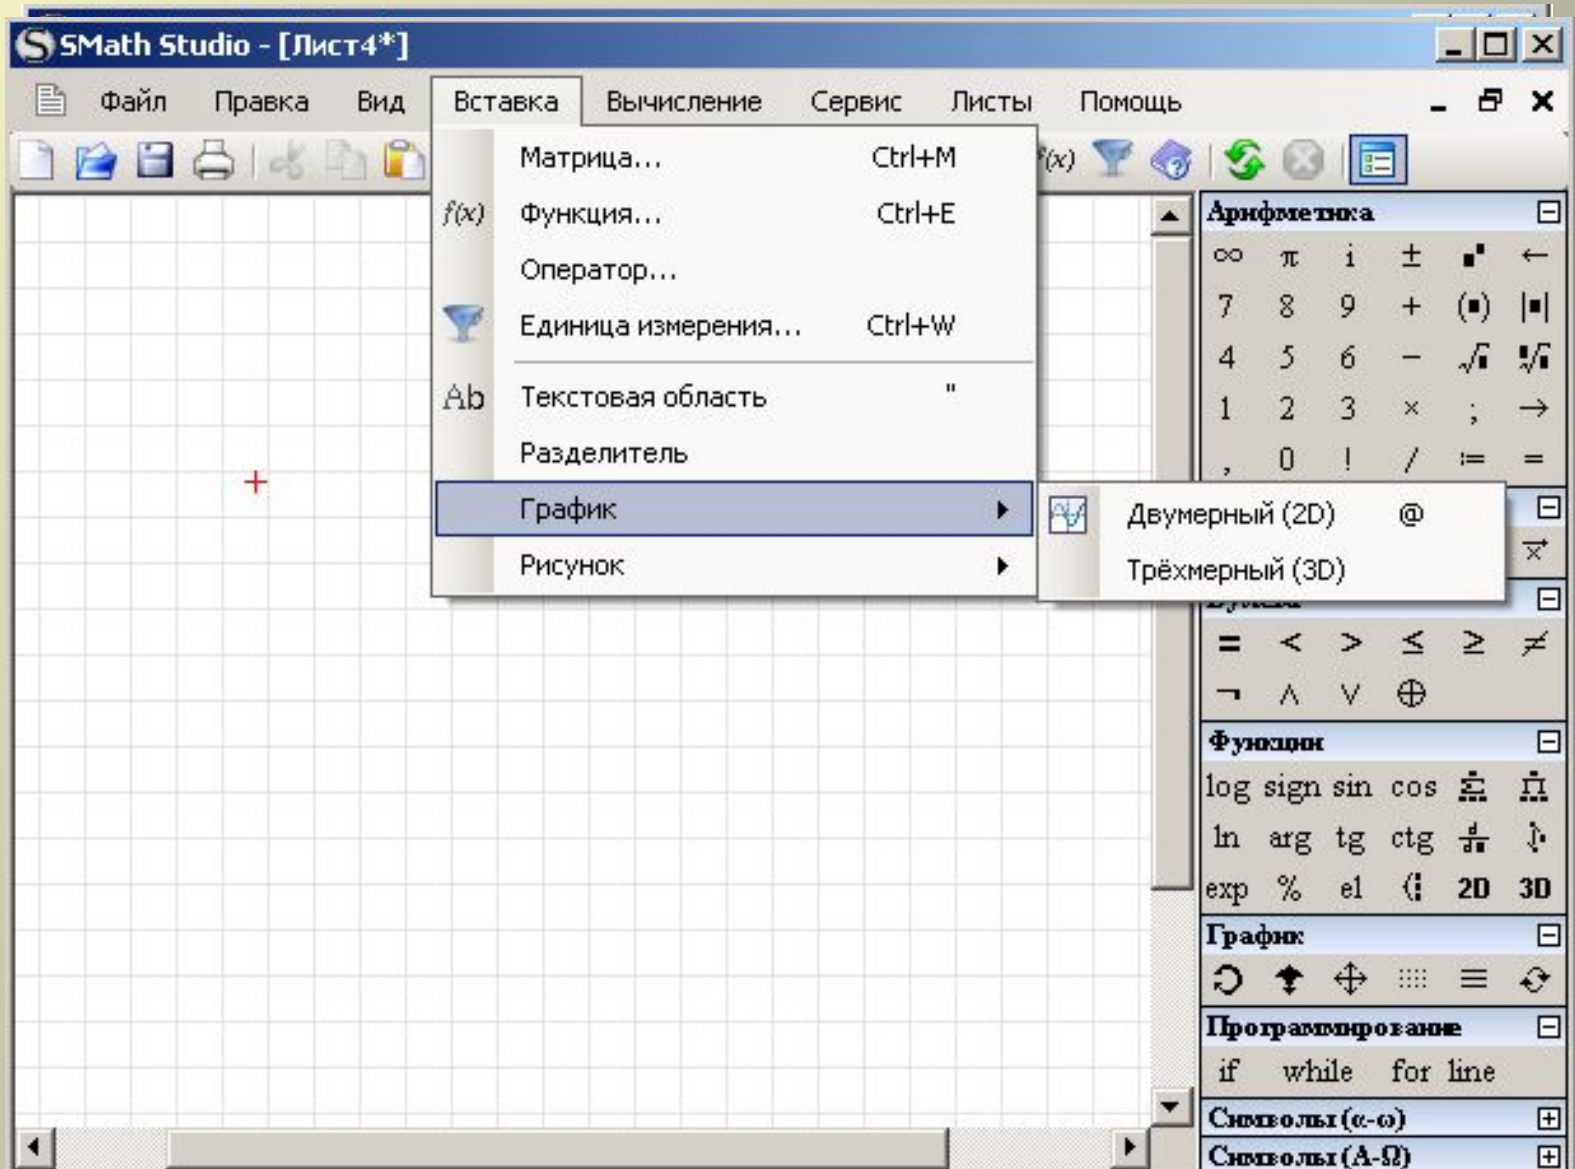 SMath Studio - [Лист4*]
Файл Правка Вид Вставка Вычисление Сервис Листы Помощь
Матрица... Ctrl+M
f(x) Функция... Ctrl+E
Оператор...
Единица измерения... Ctrl+W
Ab Текстовая область "
Разделитель
График
Рисунок
Двумерный (2D) @
Трёхмерный (3D)
f(x)
Арифметика
∞ π i ± ▪▪ ←
7 8 9 + (▪) |▪|
4 5 6 − √▪ ▪√▪
1 2 3 × ; →
, 0 ! / := =
x→
= < > ≤ ≥ ≠
¬ ∧ ∨ ⊕
Функции
log sign sin cos
ln arg tg ctg
exp % el 2D 3D
График
Программирование
if while for line
Символы (α-ω)
Символы (Α-Ω)